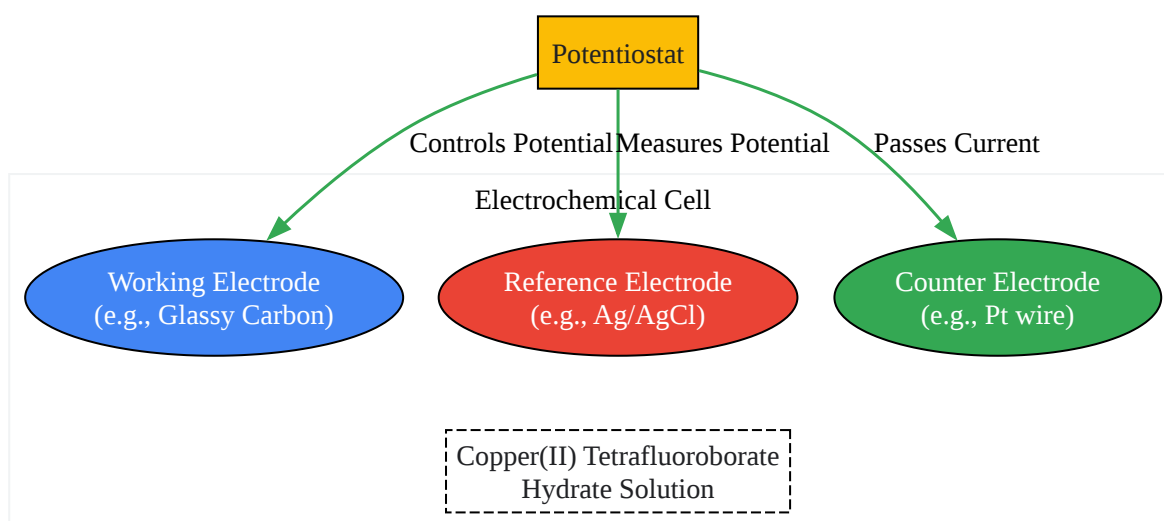 Potentiostat
Controls Potential
Measures Potential
Passes Current
Electrochemical Cell
Working Electrode
(e.g., Glassy Carbon)
Reference Electrode
(e.g., Ag/AgCl)
Counter Electrode
(e.g., Pt wire)
Copper(II) Tetrafluoroborate
Hydrate Solution